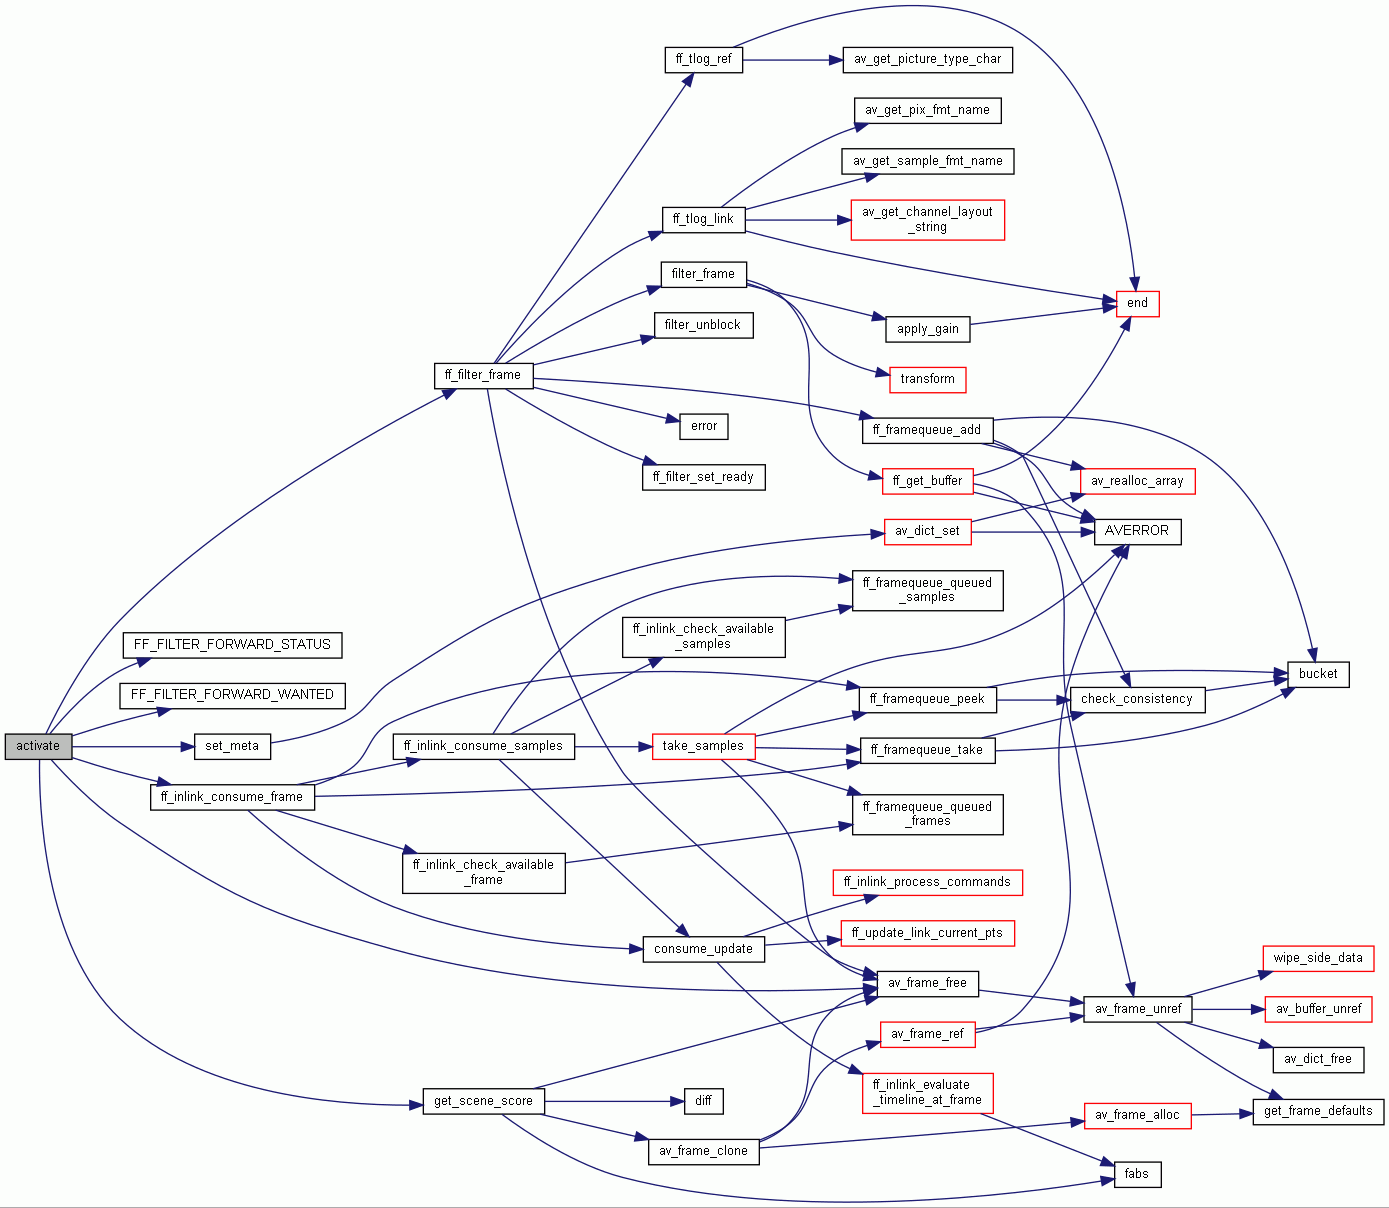 ff_tlog_ref
av_get_picture_type_char
av_get_pix_fmt_name
av_get_sample_fmt_name
ff_tlog_link
av_get_channel_layout
_string
filter_frame
end
filter_unblock
apply_gain
ff_filter_frame
transform
error
ff_framequeue_add
ff_filter_set_ready
ff_get_buffer
av_realloc_array
av_dict_set
AVERROR
ff_framequeue_queued
_samples
ff_inlink_check_available
_samples
FF_FILTER_FORWARD_STATUS
bucket
FF_FILTER_FORWARD_WANTED
ff_framequeue_peek
check_consistency
activate
set_meta
ff_inlink_consume_samples
take_samples
ff_framequeue_take
ff_inlink_consume_frame
ff_framequeue_queued
_frames
ff_inlink_check_available
_frame
ff_inlink_process_commands
ff_update_link_current_pts
consume_update
wipe_side_data
av_frame_free
av_frame_unref
av_buffer_unref
av_frame_ref
av_dict_free
ff_inlink_evaluate
_timeline_at_frame
get_scene_score
diff
av_frame_alloc
get_frame_defaults
av_frame_clone
fabs